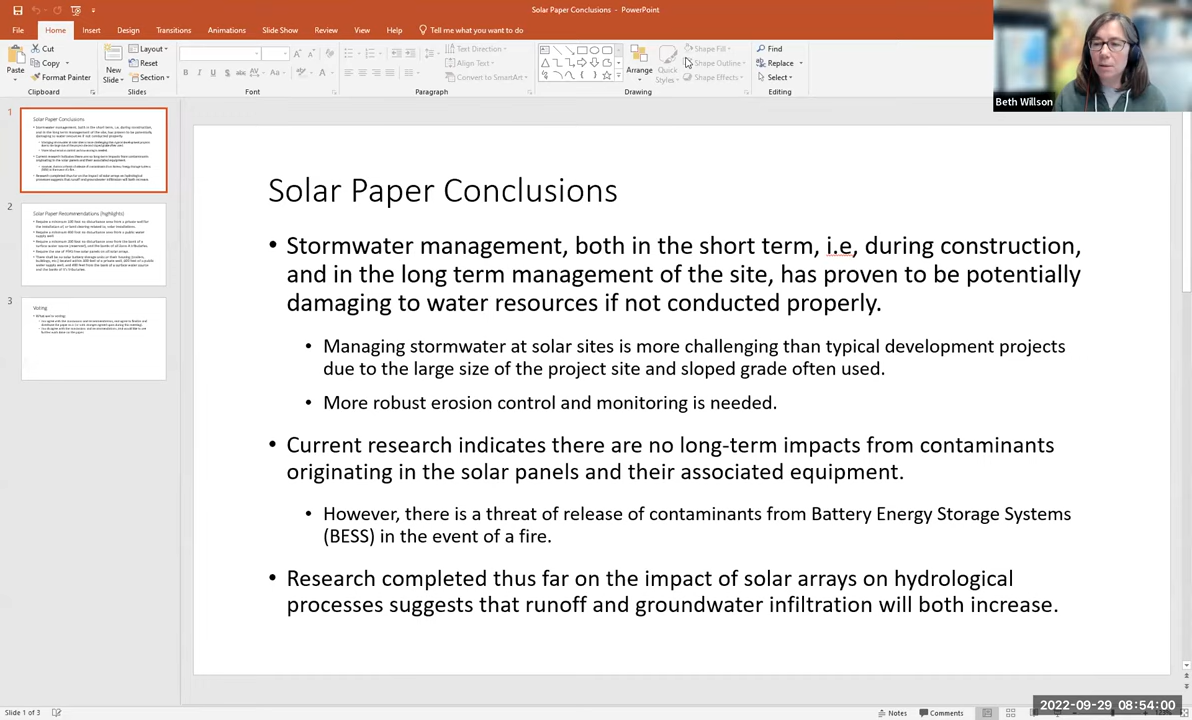 Solar Paper Conclusions - PowerPoint
File
Home
Insert
Design
Transitions
Animations
Slide Show
Review
View
Help
Tell me what you want to do
Paste
Cut
Copy
Format Painter
Clipboard
New
Slide
Layout
Reset
Section
Slides
Font
Text Direction
Align Text
Convert to SmartArt
Paragraph
Arrange
Quick
Styles
Shape Fill
Shape Outline
Shape Effects
Drawing
Find
Replace
Select
Editing
Beth Willson
1
Solar Paper Conclusions
2
Solar Paper Recommendations (highlights)
3
Voting
Solar Paper Conclusions
• Stormwater management, both in the short term, i.e, during construction,
and in the long term management of the site, has proven to be potentially
damaging to water resources if not conducted properly.
• Managing stormwater at solar sites is more challenging than typical development projects
due to the large size of the project site and sloped grade often used.
• More robust erosion control and monitoring is needed.
• Current research indicates there are no long-term impacts from contaminants
originating in the solar panels and their associated equipment.
• However, there is a threat of release of contaminants from Battery Energy Storage Systems
(BESS) in the event of a fire.
• Research completed thus far on the impact of solar arrays on hydrological
processes suggests that runoff and groundwater infiltration will both increase.
Slide 1 of 3
Notes
Comments
2022-09-29 08:54:00